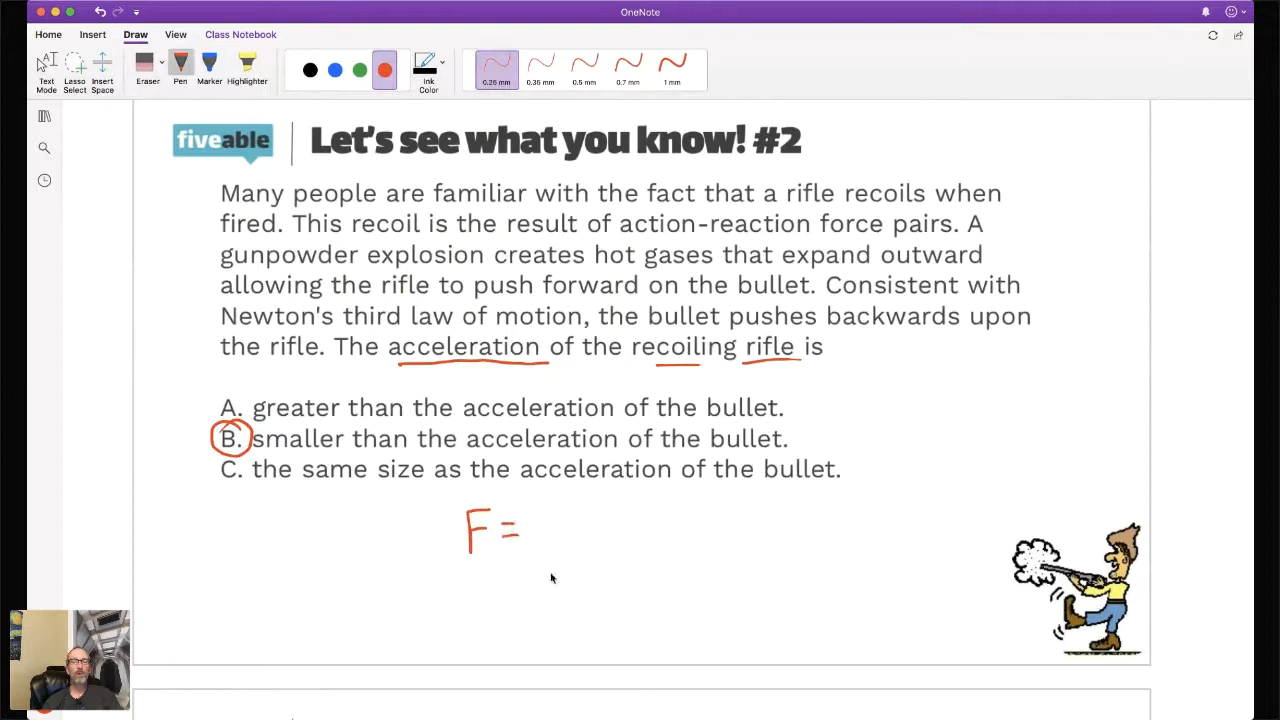 OneNote
Home Insert Draw View Class Notebook
Text Mode Lasso Select Insert Space Eraser Pen Marker Highlighter Ink Color 0.25 mm 0.35 mm 0.5 mm 0.7 mm 1 mm
fiveable Let's see what you know! #2
Many people are familiar with the fact that a rifle recoils when
fired. This recoil is the result of action-reaction force pairs. A
gunpowder explosion creates hot gases that expand outward
allowing the rifle to push forward on the bullet. Consistent with
Newton's third law of motion, the bullet pushes backwards upon
the rifle. The acceleration of the recoiling rifle is
A. greater than the acceleration of the bullet.
B. smaller than the acceleration of the bullet.
C. the same size as the acceleration of the bullet.
F =